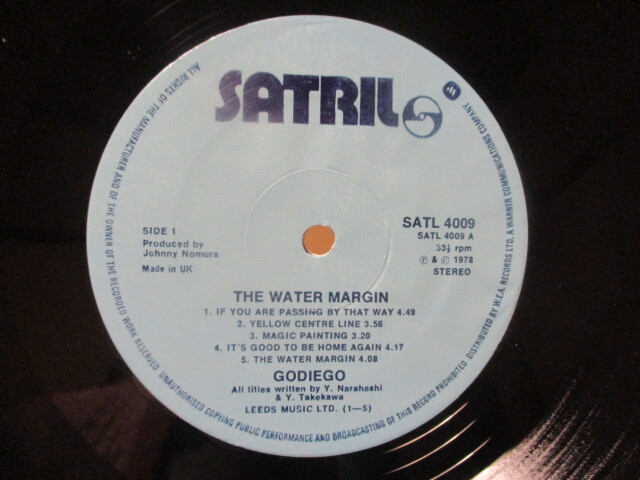 SATRIL
SIDE 1
Produced by
Johnny Nomura
Made in UK
SATL 4009
SATL 4009 A
33⅓ rpm
℗ & © 1978
STEREO
THE WATER MARGIN
1. IF YOU ARE PASSING BY THAT WAY 4.49
2. YELLOW CENTRE LINE 3.56
3. MAGIC PAINTING 3.20
4. IT'S GOOD TO BE HOME AGAIN 4.17
5. THE WATER MARGIN 4.08
GODIEGO
All titles written by Y. Narahashi
& Y. Takekawa
LEEDS MUSIC LTD. (1—5)
ALL RIGHTS OF THE MANUFACTURER AND OF THE OWNER OF THE RECORDED WORK RESERVED. UNAUTHORISED COPYING PUBLIC PERFORMANCE AND BROADCASTING OF THIS RECORD PROHIBITED. DISTRIBUTED BY W.E.A. RECORDS LTD, A WARNER COMMUNICATIONS COMPANY